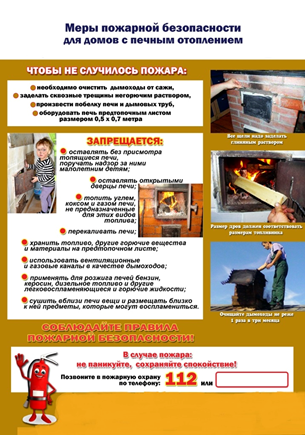 Меры пожарной безопасности
для домов с печным отоплением
ЧТОБЫ НЕ СЛУЧИЛОСЬ ПОЖАРА:
необходимо очистить дымоходы от сажи,
заделать сквозные трещины негорючим раствором,
произвести побелку печи и дымовых труб,
оборудовать печь предтопочным листом
размером 0,5 х 0,7 метра
Все щели надо заделать
глиняным раствором
ЗАПРЕЩАЕТСЯ:
оставлять без присмотра
топящиеся печи,
поручать надзор за ними
малолетним детям;
оставлять открытыми
дверцы печи;
топить углем,
коксом и газом печи,
не предназначенные
для этих видов
топлива;
перекаливать печи;
Размер дров должен соответствовать
размерам топливника
хранить топливо, другие горючие вещества
и материалы на предтопочном листе;
использовать вентиляционные
и газовые каналы в качестве дымоходов;
применять для розжига печей бензин,
керосин, дизельное топливо и другие
легковоспламеняющиеся и горючие жидкости;
сушить вблизи печи вещи и размещать близко
к ней предметы, которые могут воспламениться.
Очищайте дымоходы не реже
1 раза в три месяца
СОБЛЮДАЙТЕ ПРАВИЛА
ПОЖАРНОЙ БЕЗОПАСНОСТИ!
В случае пожара:
не паникуйте, сохраняйте спокойствие!
Позвоните в пожарную охрану
по телефону: 112 или